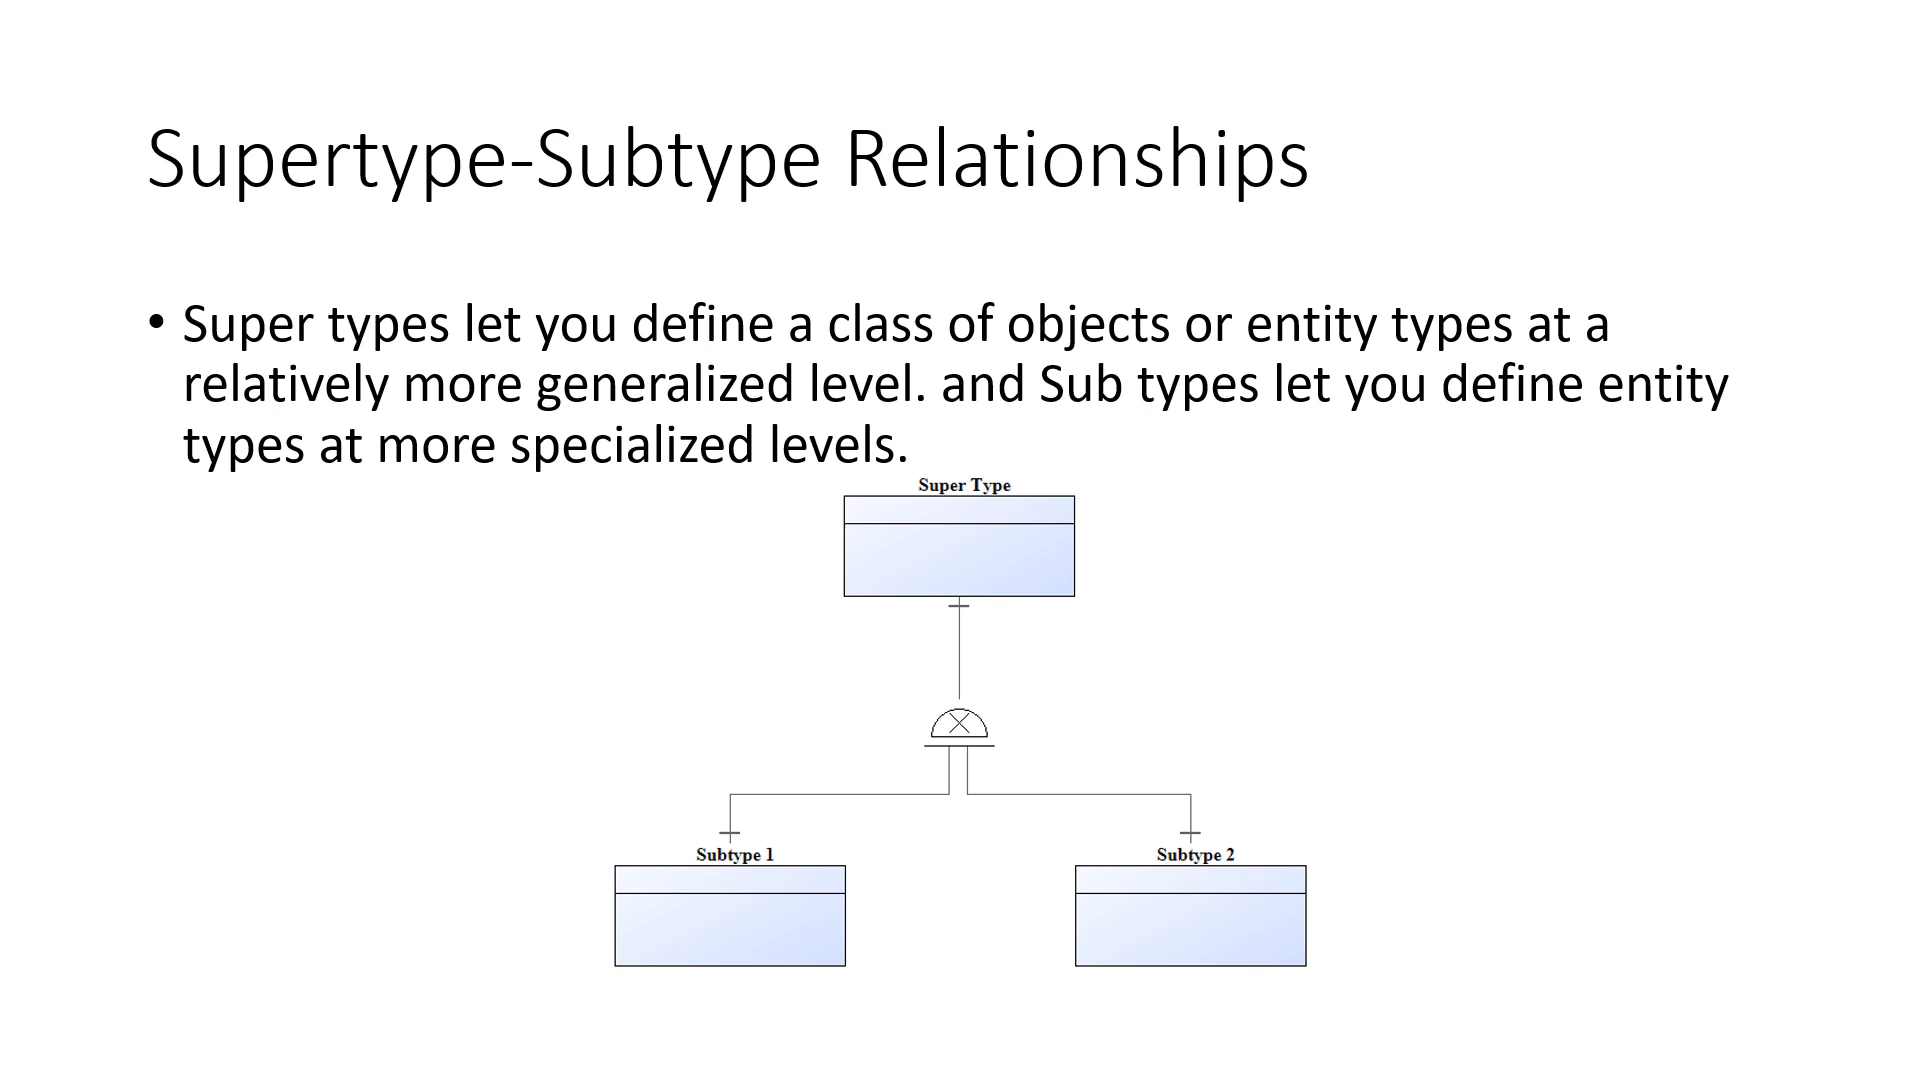 Supertype-Subtype Relationships
• Super types let you define a class of objects or entity types at a
relatively more generalized level. and Sub types let you define entity
types at more specialized levels.
Super Type
Subtype 1
Subtype 2